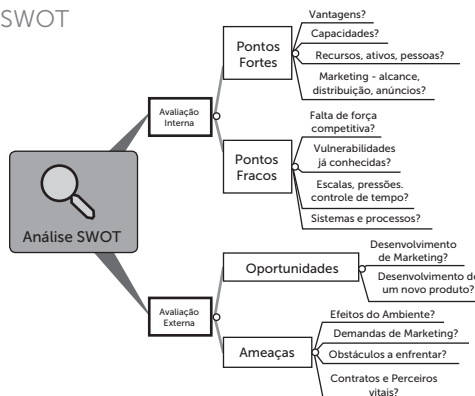 SWOT
Análise SWOT
Avaliação
Interna
Pontos
Fortes
Vantagens?
Capacidades?
Recursos, ativos, pessoas?
Marketing - alcance,
distribuição, anúncios?
Pontos
Fracos
Falta de força
competitiva?
Vulnerabilidades
já conhecidas?
Escalas, pressões.
controle de tempo?
Sistemas e processos?
Avaliação
Externa
Oportunidades
Desenvolvimento
de Marketing?
Desenvolvimento de
um novo produto?
Ameaças
Efeitos do Ambiente?
Demandas de Marketing?
Obstáculos a enfrentar?
Contratos e Perceiros
vitais?